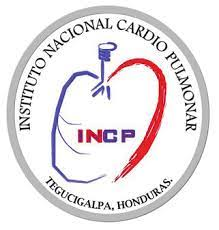 INSTITUTO NACIONAL CARDIO PULMONAR
INCP
TEGUCIGALPA, HONDURAS.